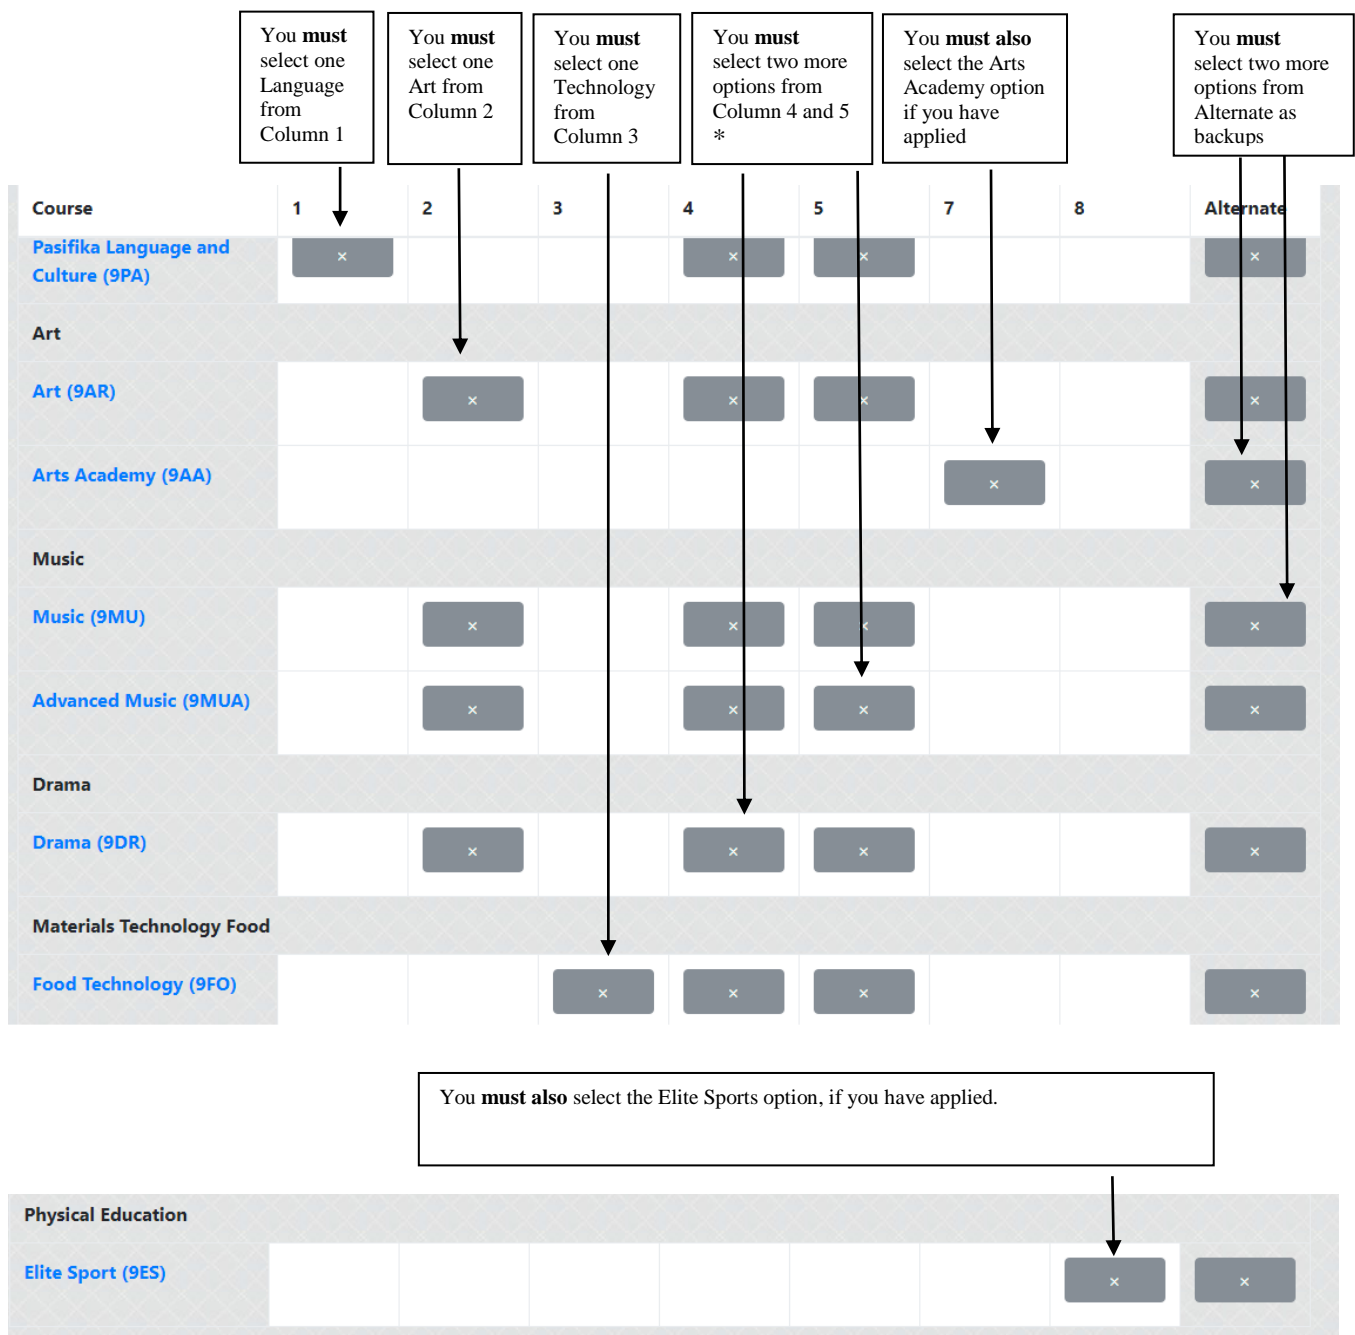 You must
select one
Language
from
Column 1
You must
select one
Art from
Column 2
You must
select one
Technology
from
Column 3
You must
select two more
options from
Column 4 and 5
*
You must also
select the Arts
Academy option
if you have
applied
You must
select two more
options from
Alternate as
backups
Course 1 2 3 4 5 7 8 Alternate
Pasifika Language and
Culture (9PA)
× × × ×
Art
Art (9AR)
× × × ×
Arts Academy (9AA)
× ×
Music
Music (9MU)
× × × ×
Advanced Music (9MUA)
× × × ×
Drama
Drama (9DR)
× × × ×
Materials Technology Food
Food Technology (9FO)
× × × ×
You must also select the Elite Sports option, if you have applied.
Physical Education
Elite Sport (9ES)
× ×